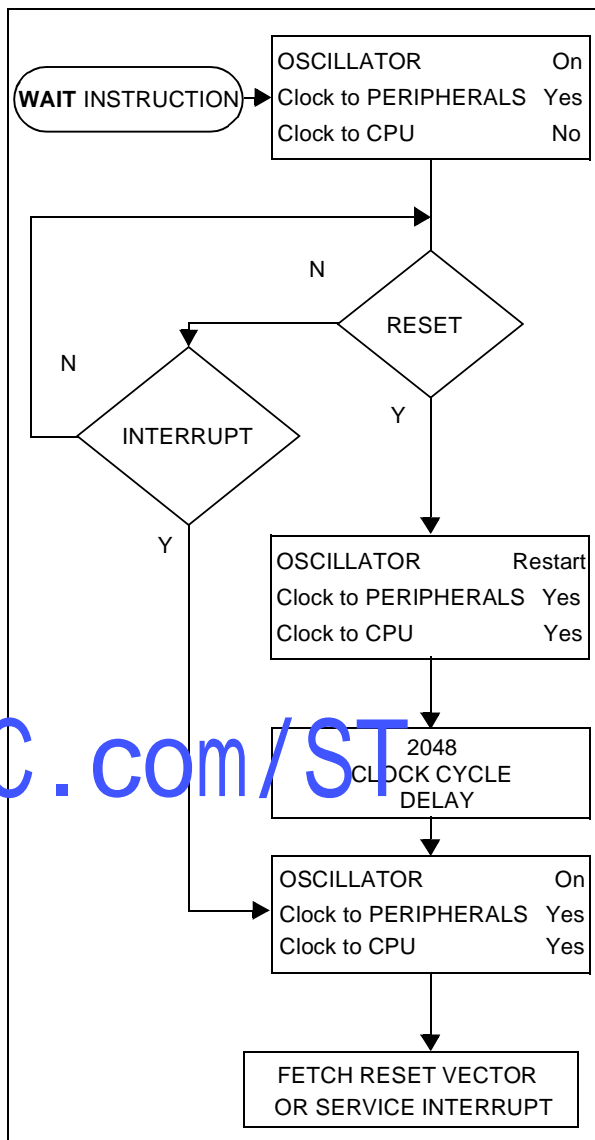 WAIT INSTRUCTION
OSCILLATOR On
Clock to PERIPHERALS Yes
Clock to CPU No
N
RESET
N
INTERRUPT
Y
Y
OSCILLATOR Restart
Clock to PERIPHERALS Yes
Clock to CPU Yes
C.com/ST
2048
CLOCK CYCLE
DELAY
OSCILLATOR On
Clock to PERIPHERALS Yes
Clock to CPU Yes
FETCH RESET VECTOR
OR SERVICE INTERRUPT